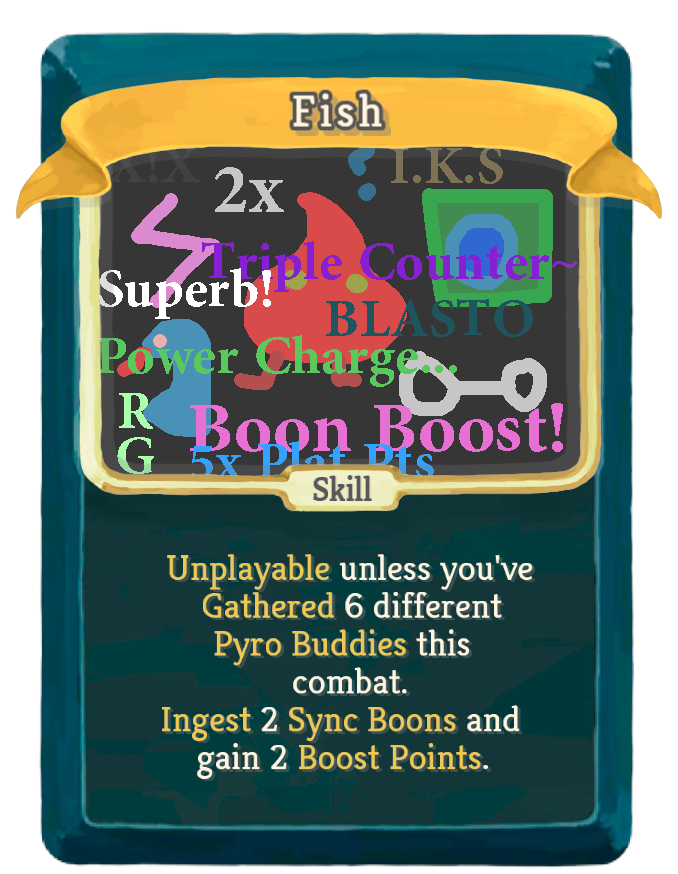 Fish
X!X
I.K.S
2x
Triple Counter~
Superb!
BLASTO
Power Charge...
R
G
Boon Boost!
5x Plat Pts
Skill
Unplayable unless you've
Gathered 6 different
Pyro Buddies this
combat.
Ingest 2 Sync Boons and
gain 2 Boost Points.